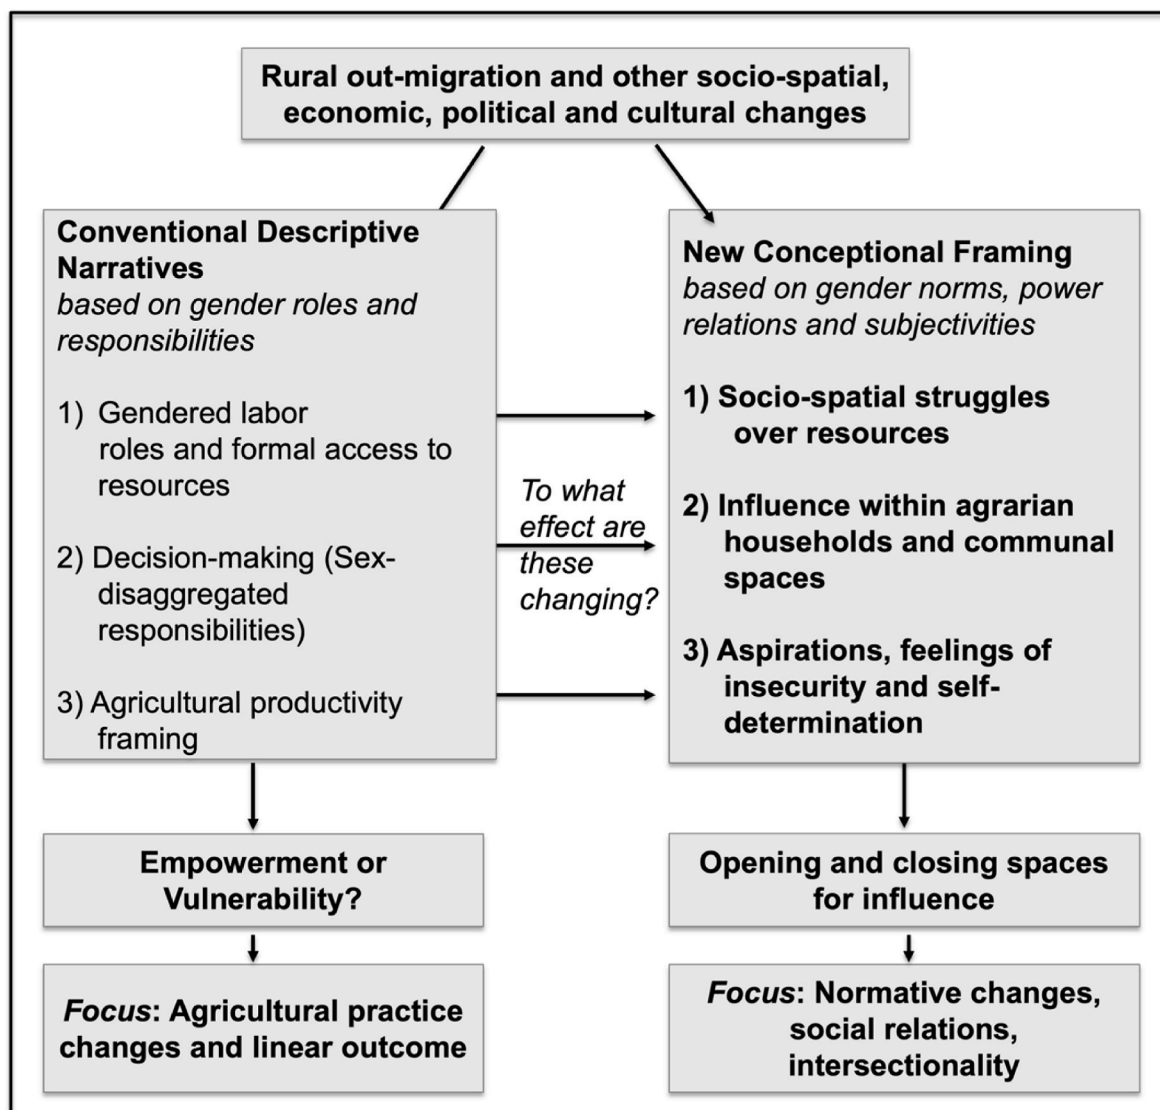 Rural out-migration and other socio-spatial,
economic, political and cultural changes
Conventional Descriptive
Narratives
based on gender roles and
responsibilities
1) Gendered labor
roles and formal access to
resources
2) Decision-making (Sex-
disaggregated
responsibilities)
3) Agricultural productivity
framing
To what
effect are
these
changing?
New Conceptional Framing
based on gender norms, power
relations and subjectivities
1) Socio-spatial struggles
over resources
2) Influence within agrarian
households and communal
spaces
3) Aspirations, feelings of
insecurity and self-
determination
Empowerment or
Vulnerability?
Focus: Agricultural practice
changes and linear outcome
Opening and closing spaces
for influence
Focus: Normative changes,
social relations,
intersectionality